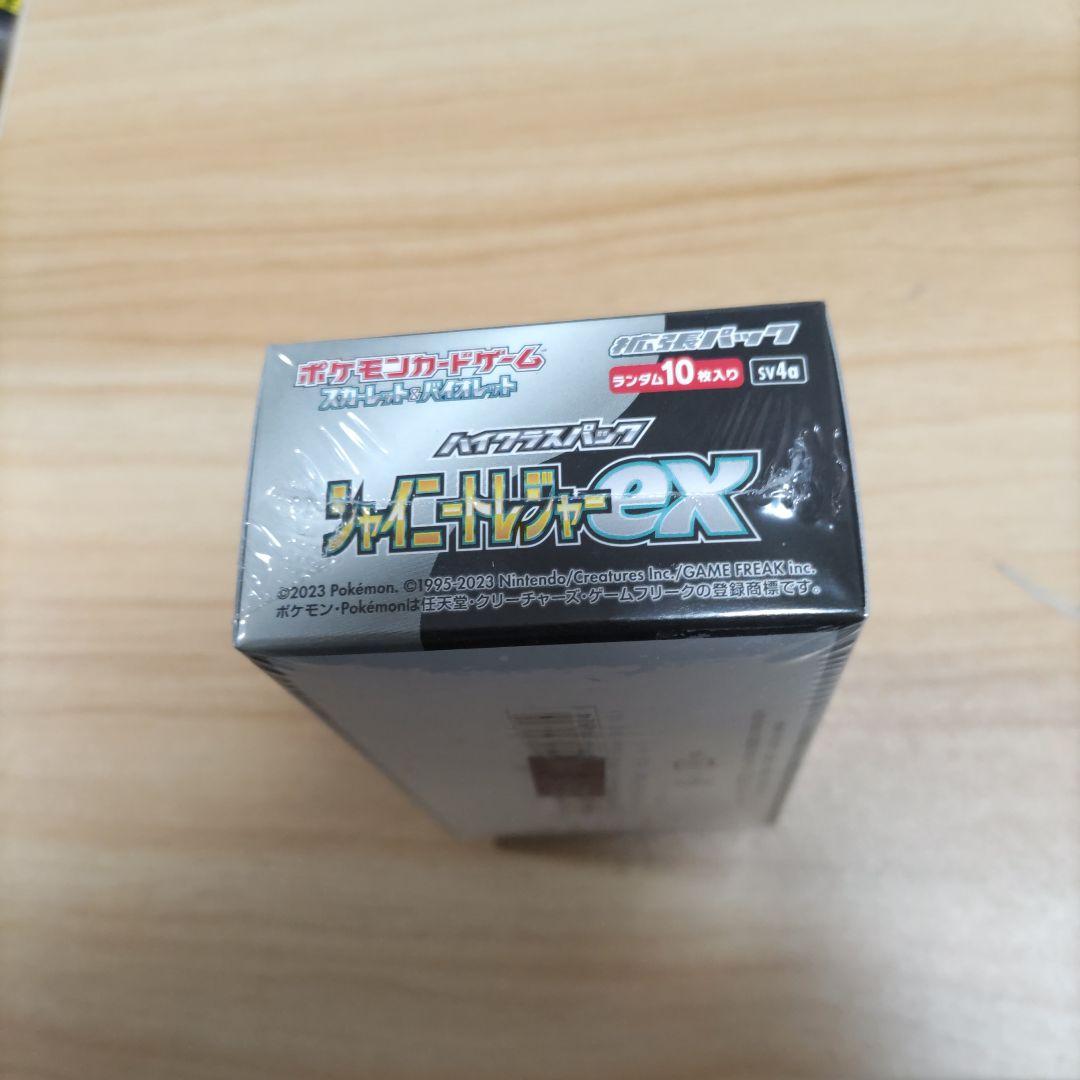 ポケモンカードゲーム
スカーレット&バイオレット
拡張パック
ランダム10枚入り SV4a
ハイクラスパック
シャイニートレジャーex
©2023 Pokémon. ©1995-2023 Nintendo/Creatures Inc./GAME FREAK inc.
ポケモン・Pokémonは任天堂・クリーチャーズ・ゲームフリークの登録商標です。